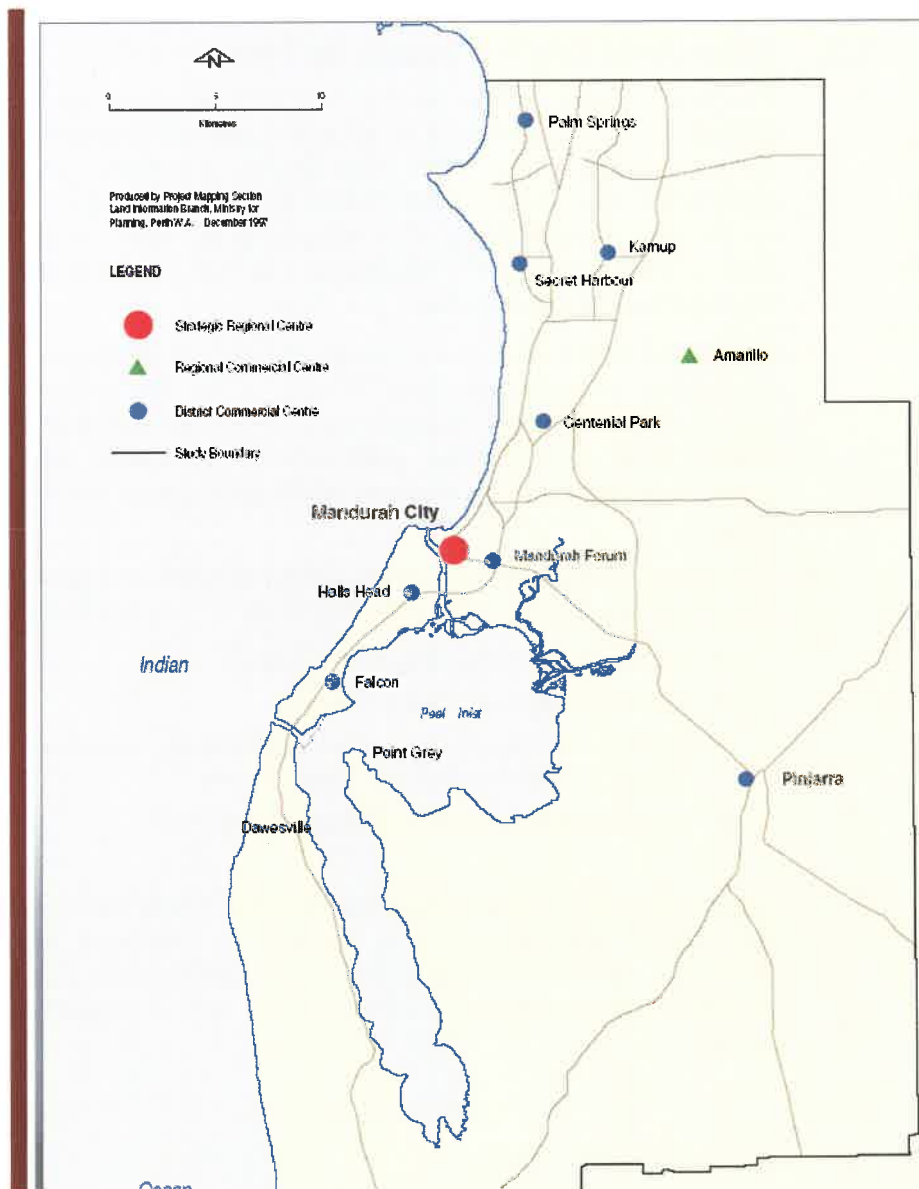 N
0 5 10
Kilometres
Produced by Project Mapping Section
Land Information Branch, Ministry for
Planning, Perth W.A. December 1997
LEGEND
Strategic Regional Centre
Regional Commercial Centre
District Commercial Centre
Study Boundary
Palm Springs
Karnup
Secret Harbour
Amarillo
Centenial Park
Mandurah City
Mandurah Forum
Halls Head
Indian
Falcon
Peel Inlet
Point Grey
Pinjarra
Dawesville
Ocean